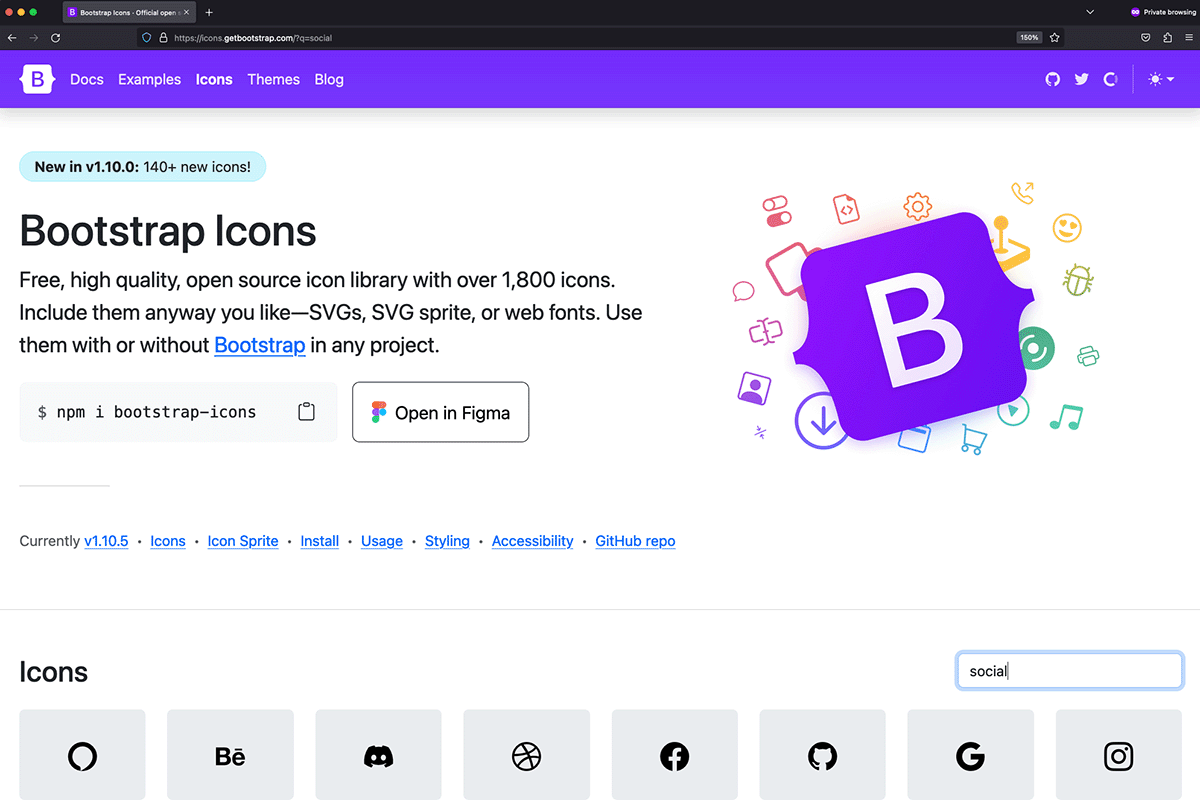 Bootstrap Icons - Official open s
Private browsing
https://icons.getbootstrap.com/?q=social
150%
B Docs Examples Icons Themes Blog
New in v1.10.0: 140+ new icons!
Bootstrap Icons
Free, high quality, open source icon library with over 1,800 icons.
Include them anyway you like—SVGs, SVG sprite, or web fonts. Use
them with or without Bootstrap in any project.
$ npm i bootstrap-icons
Open in Figma
B
Currently v1.10.5 · Icons · Icon Sprite · Install · Usage · Styling · Accessibility · GitHub repo
Icons
social
Bē
G